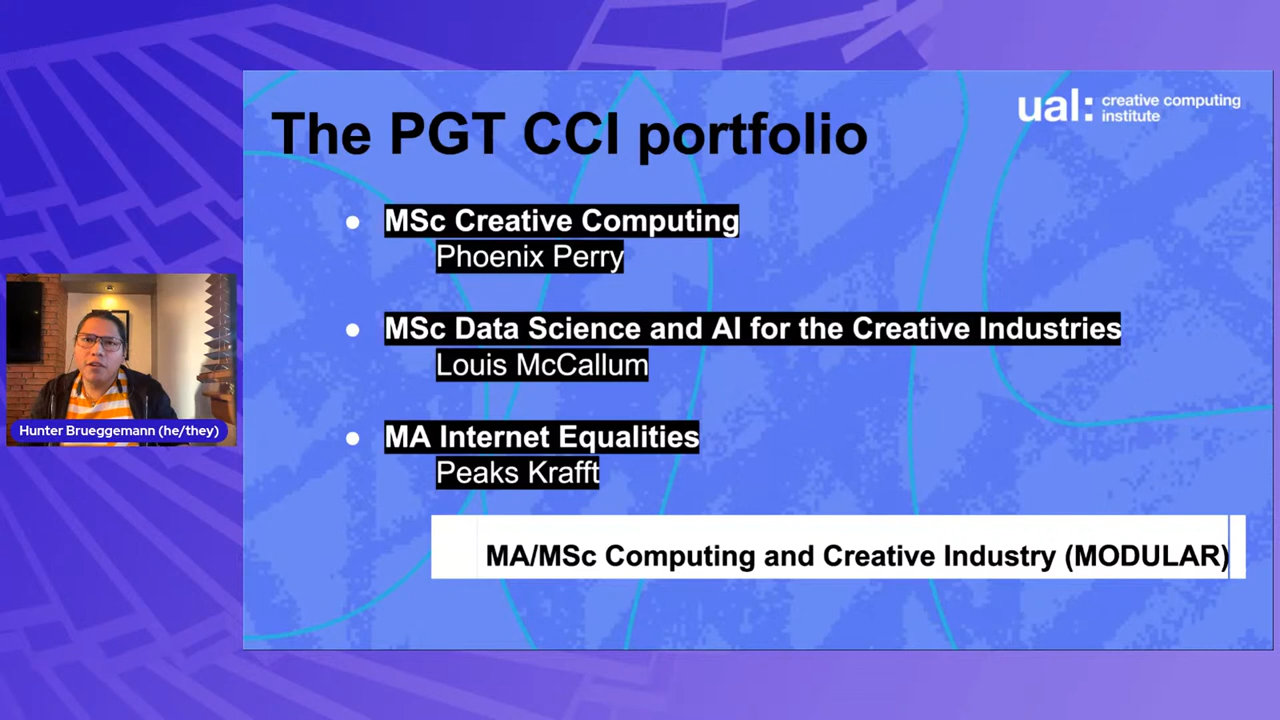 The PGT CCI portfolio
ual: creative computing
institute
MSc Creative Computing
Phoenix Perry
MSc Data Science and AI for the Creative Industries
Louis McCallum
MA Internet Equalities
Peaks Krafft
MA/MSc Computing and Creative Industry (MODULAR)
Hunter Brueggemann (he/they)